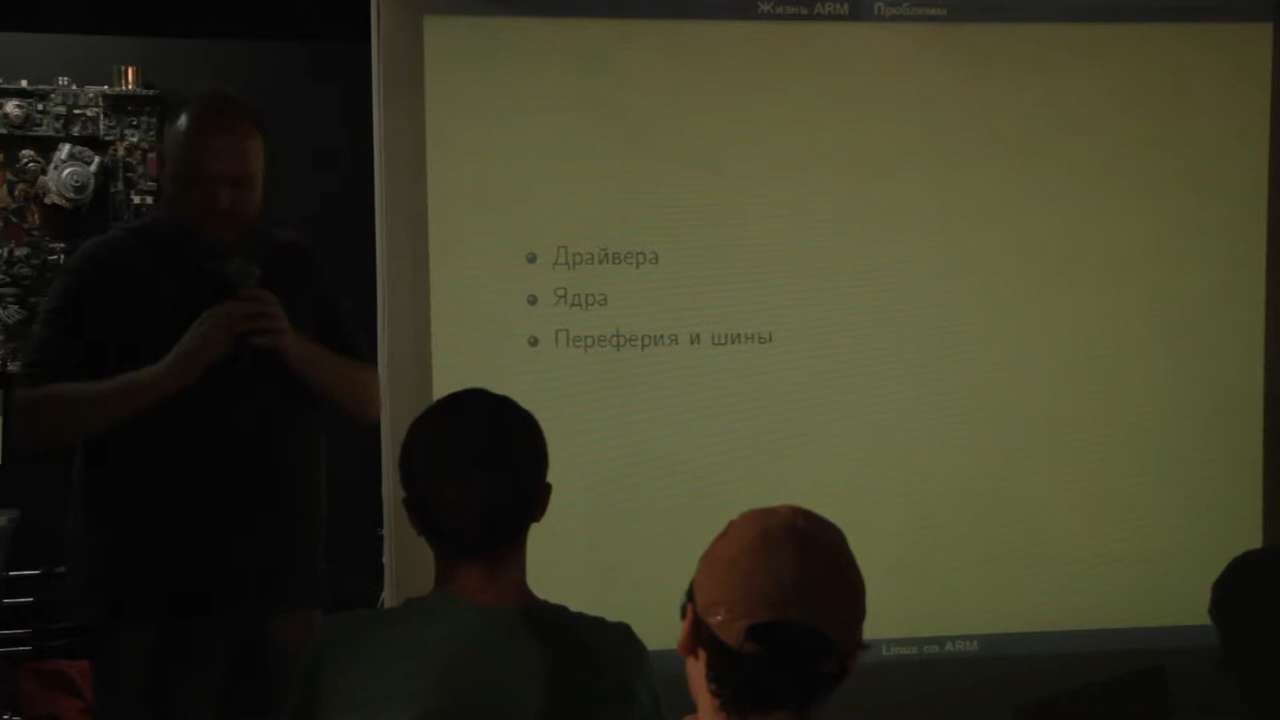 Жизнь ARM Проблемы
Драйвера
Ядра
Переферия и шины
Linux on ARM